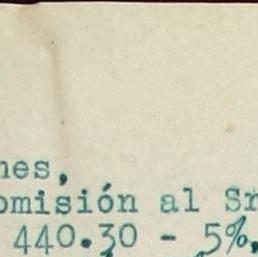 nes,
omisión al Sr
440.30 - 5%,